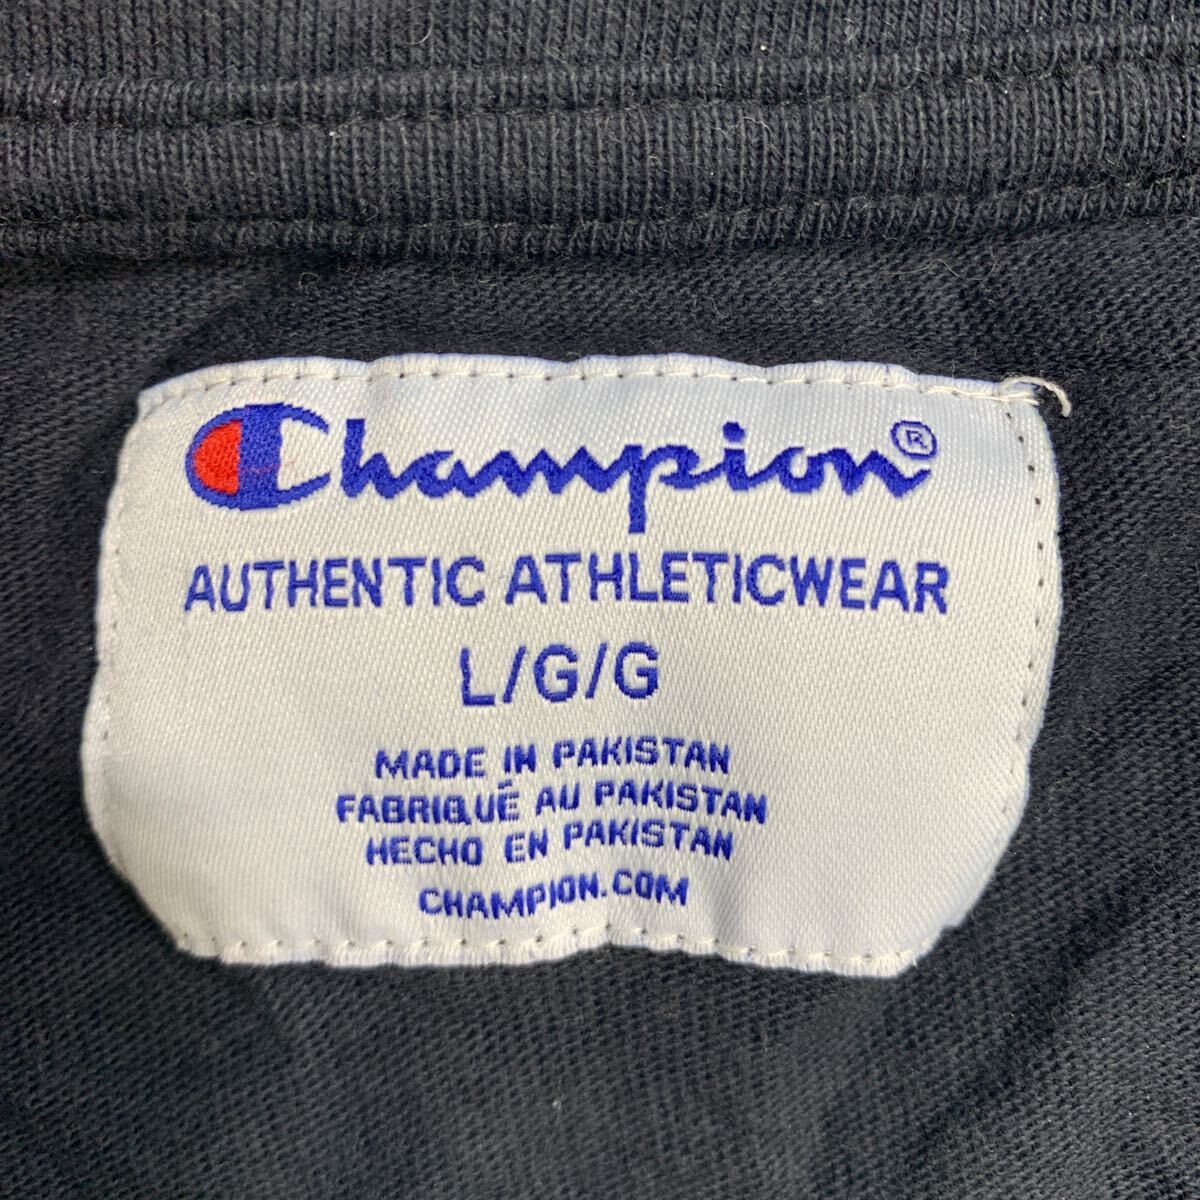 Champion®
AUTHENTIC ATHLETICWEAR
L/G/G
MADE IN PAKISTAN
FABRIQUÉ AU PAKISTAN
HECHO EN PAKISTAN
CHAMPION.COM